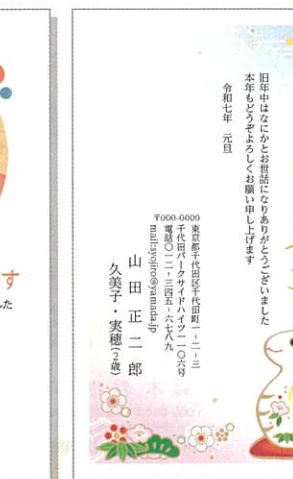 旧年中はなにかとお世話になりありがとうございました
本年もどうぞよろしくお願い申し上げます
令和七年　元旦
〒000-0000
東京都千代田区千代田町一-二-三
千代田パークサイドハイツ一一〇六号
電話〇一二-三四五-六七八九
mail:syojiro@yamada.jp
山田正二郎
久美子・実穂(2歳)
す
した